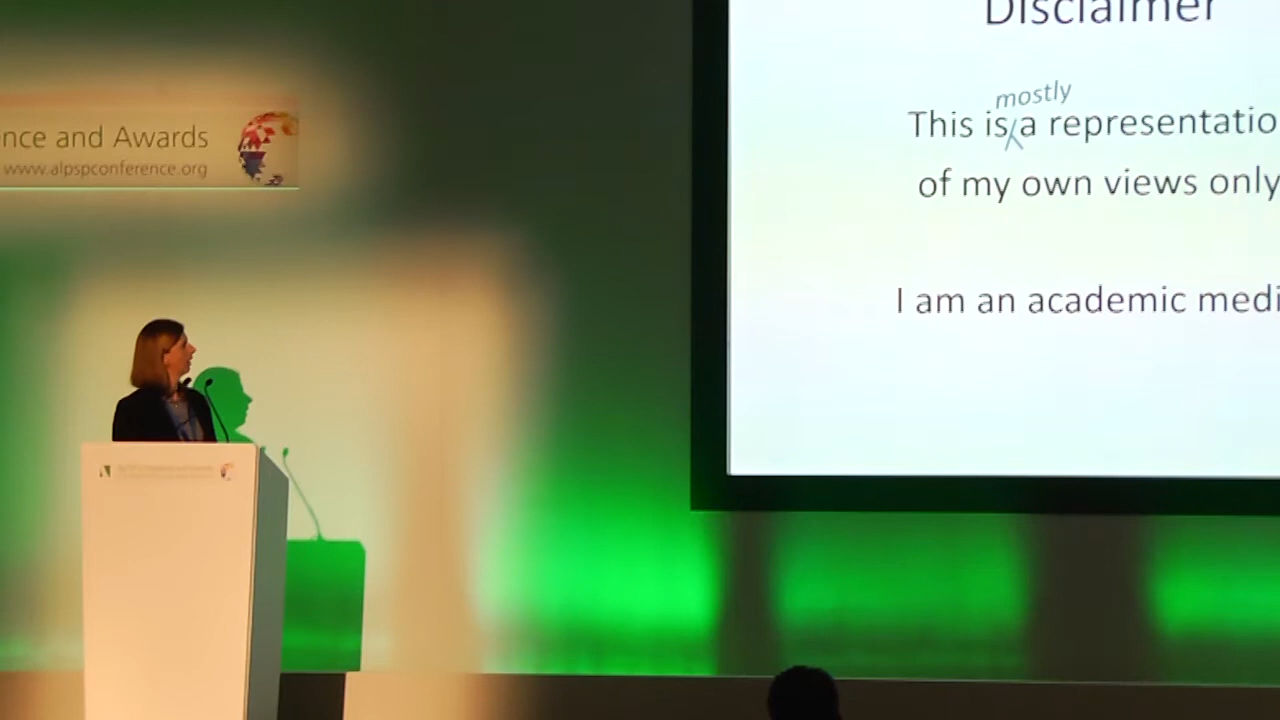 Disclaimer
mostly
This is a representatio
of my own views only
I am an academic medi
nce and Awards
www.alpspconference.org